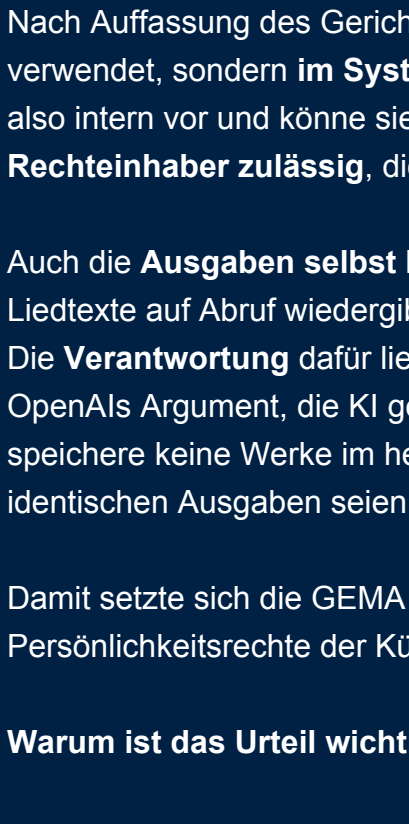 Nach Auffassung des Gerich
verwendet, sondern im Syst
also intern vor und könne sie
Rechteinhaber zulässig, di
Auch die Ausgaben selbst
Liedtexte auf Abruf wiedergi
Die Verantwortung dafür lie
OpenAIs Argument, die KI g
speichere keine Werke im he
identischen Ausgaben seien
Damit setzte sich die GEMA
Persönlichkeitsrechte der Kü
Warum ist das Urteil wicht